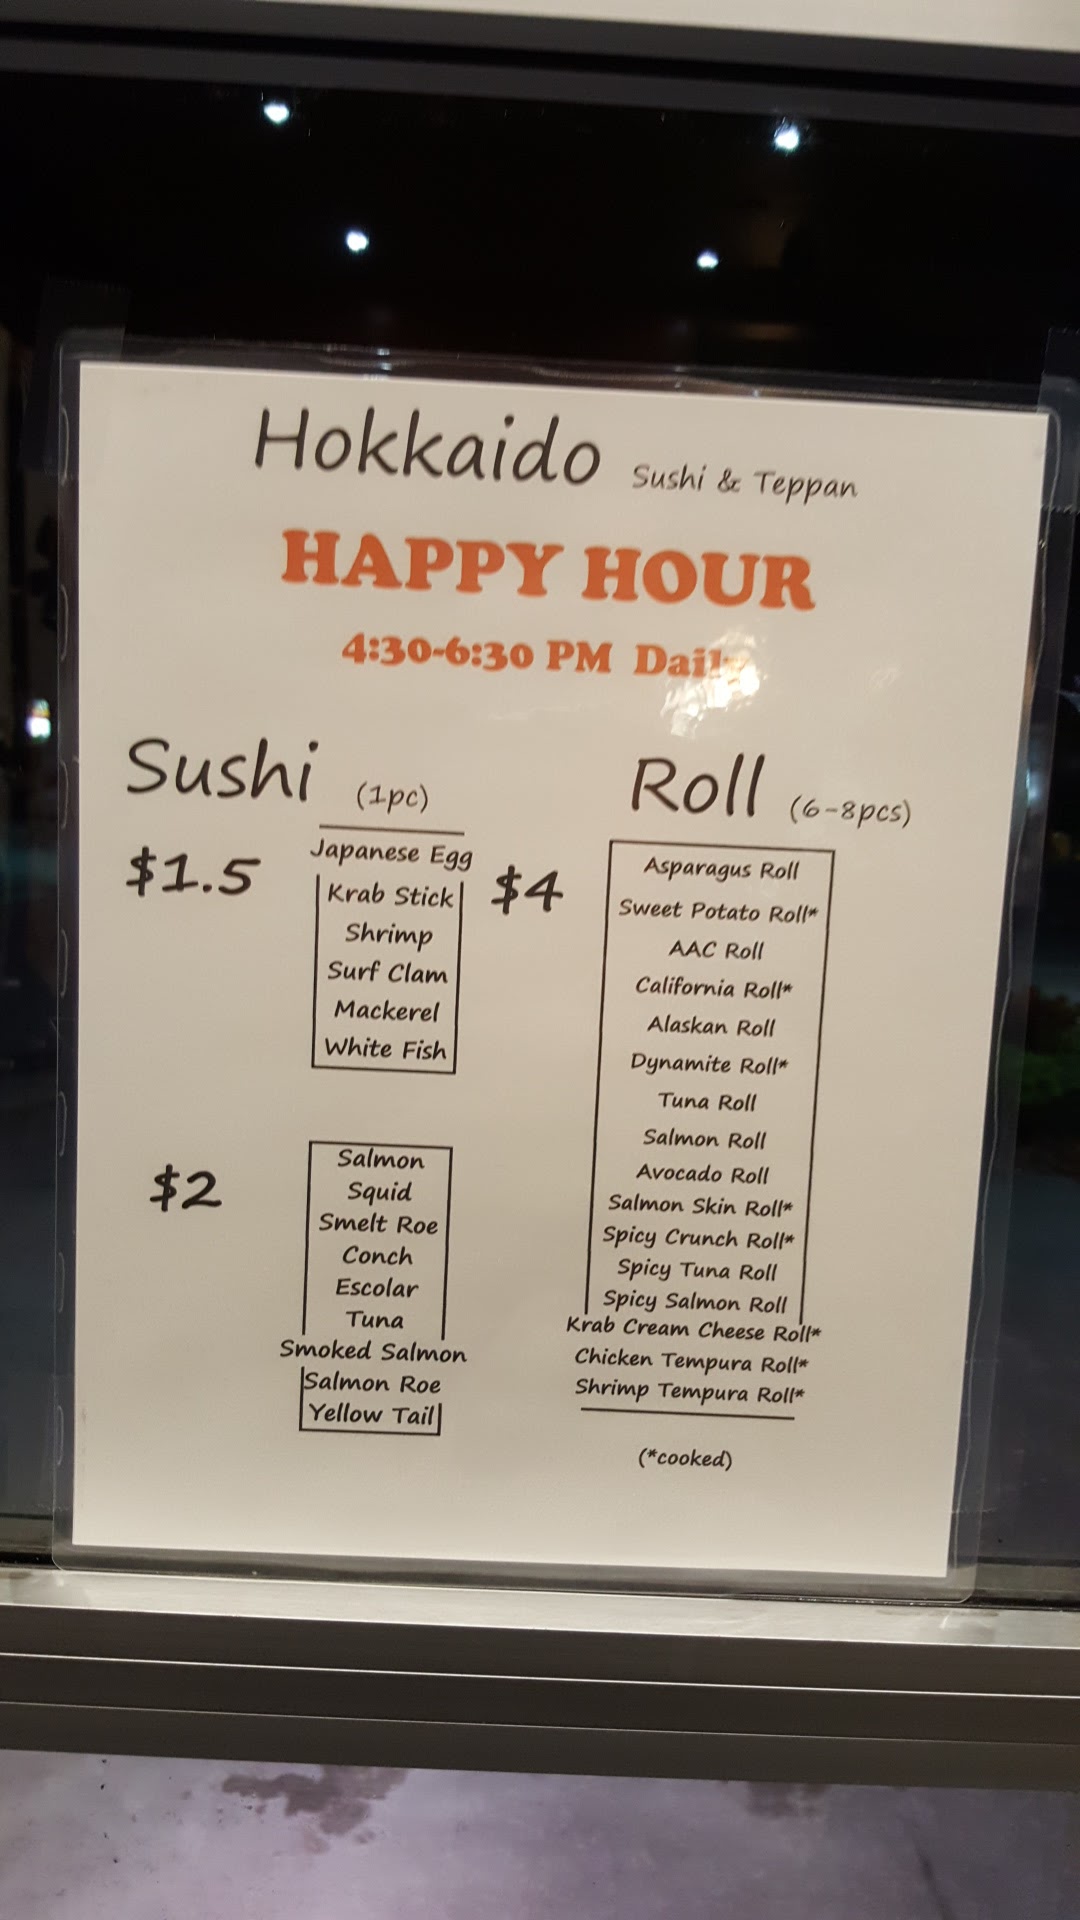 Hokkaido Sushi & Teppan
HAPPY HOUR
4:30-6:30 PM Daily
Sushi (1pc)
$1.5
Japanese Egg
Krab Stick
Shrimp
Surf Clam
Mackerel
White Fish
$2
Salmon
Squid
Smelt Roe
Conch
Escolar
Tuna
Smoked Salmon
Salmon Roe
Yellow Tail
Roll (6-8pcs)
$4
Asparagus Roll
Sweet Potato Roll*
AAC Roll
California Roll*
Alaskan Roll
Dynamite Roll*
Tuna Roll
Salmon Roll
Avocado Roll
Salmon Skin Roll*
Spicy Crunch Roll*
Spicy Tuna Roll
Spicy Salmon Roll
Krab Cream Cheese Roll*
Chicken Tempura Roll*
Shrimp Tempura Roll*
(*cooked)